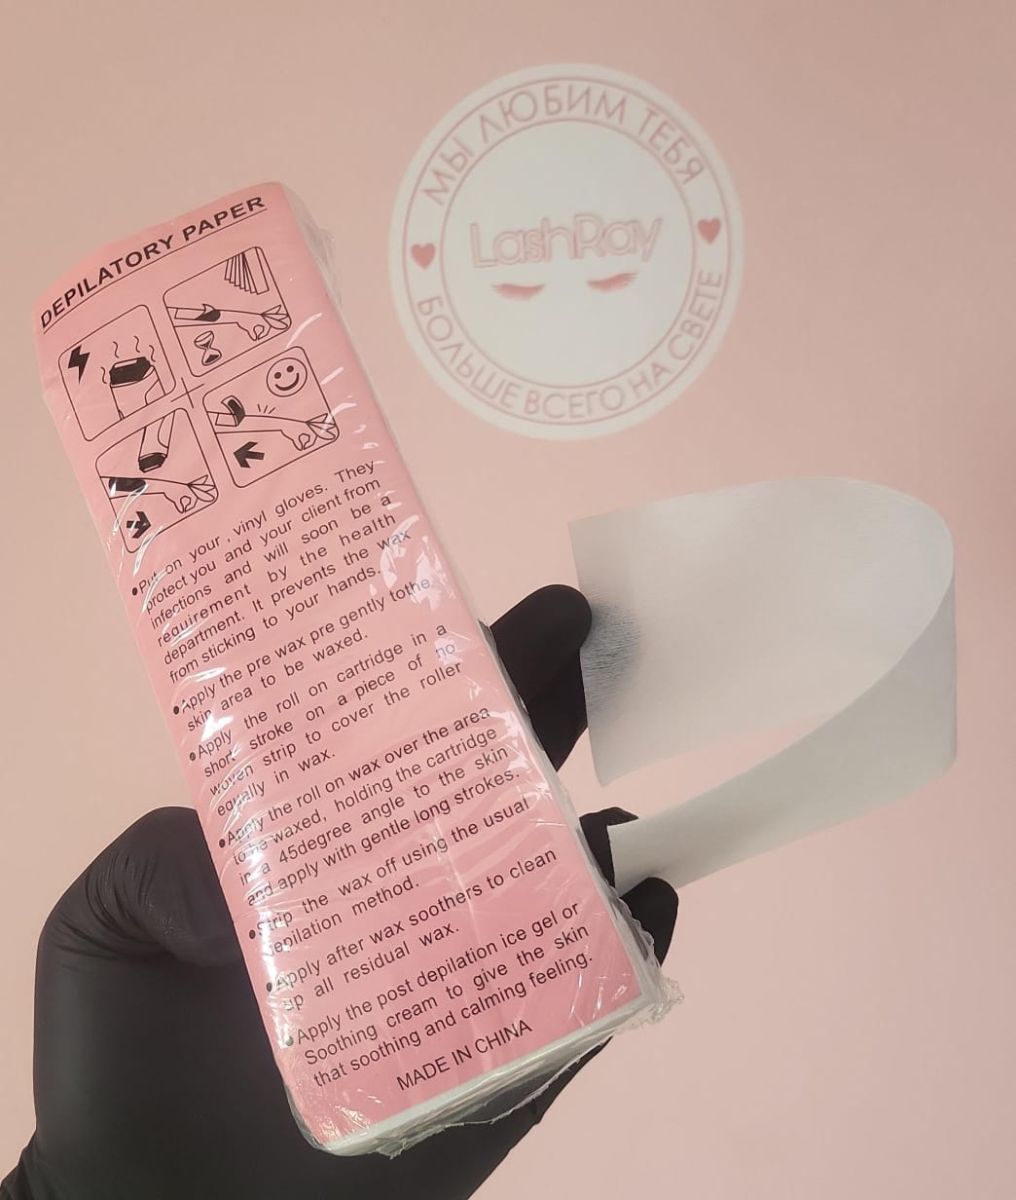 МЫ ЛЮБИМ ТЕБЯ
LashRay
БОЛЬШЕ ВСЕГО НА СВЕТЕ
DEPILATORY PAPER
•Put on your , vinyl gloves. They
protect you and your client from
infections and will soon be a
requirement by the health
department. It prevents the wax
from sticking to your hands.
•Apply the pre wax pre gently tothe
skin area to be waxed.
•Apply the roll on cartridge in a
short stroke on a piece of no
woven strip to cover the roller
equally in wax.
•Apply the roll on wax over the area
to be waxed, holding the cartridge
in a 45degree angle to the skin
and apply with gentle long strokes.
•Strip the wax off using the usual
depilation method.
•Apply after wax soothers to clean
up all residual wax.
•Apply the post depilation ice gel or
Soothing cream to give the skin
that soothing and calming feeling.
MADE IN CHINA